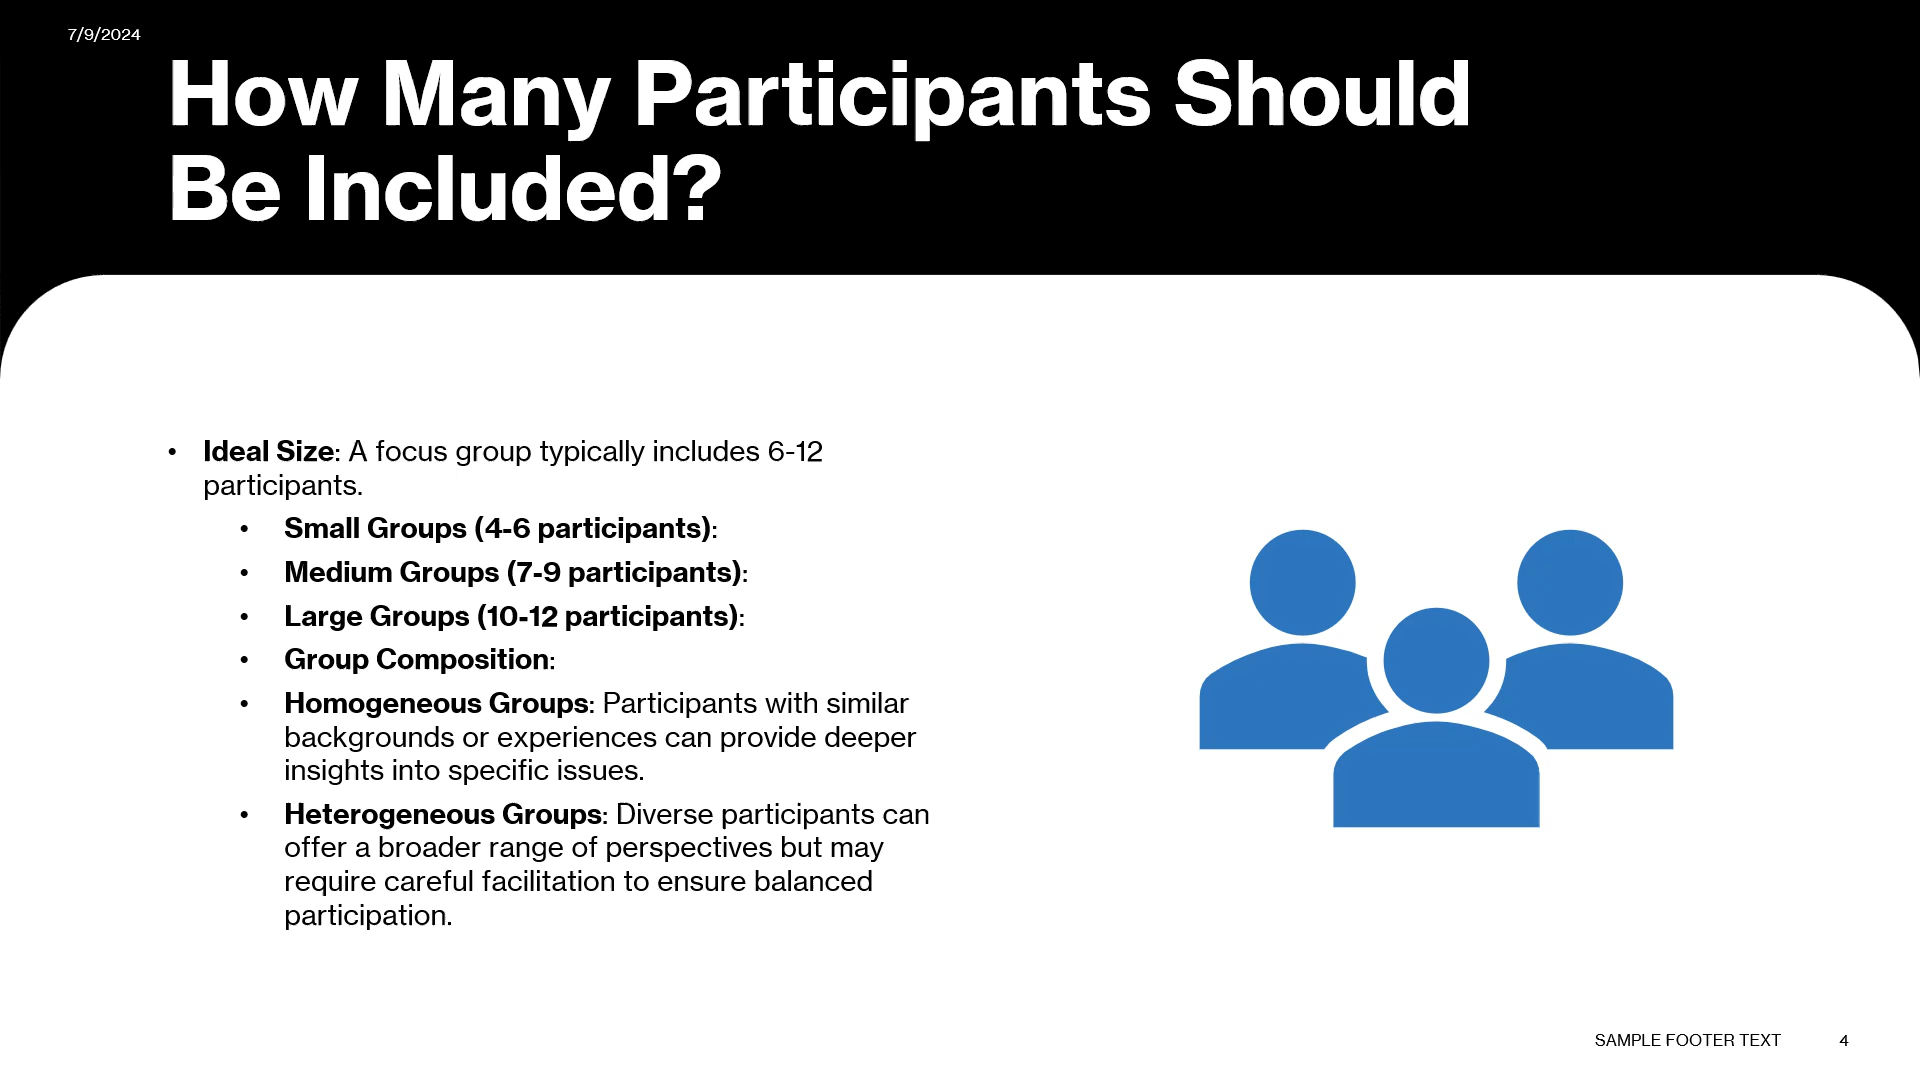 7/9/2024
How Many Participants Should
Be Included?
• Ideal Size: A focus group typically includes 6-12
participants.
• Small Groups (4-6 participants):
• Medium Groups (7-9 participants):
• Large Groups (10-12 participants):
• Group Composition:
• Homogeneous Groups: Participants with similar
backgrounds or experiences can provide deeper
insights into specific issues.
• Heterogeneous Groups: Diverse participants can
offer a broader range of perspectives but may
require careful facilitation to ensure balanced
participation.
SAMPLE FOOTER TEXT 4